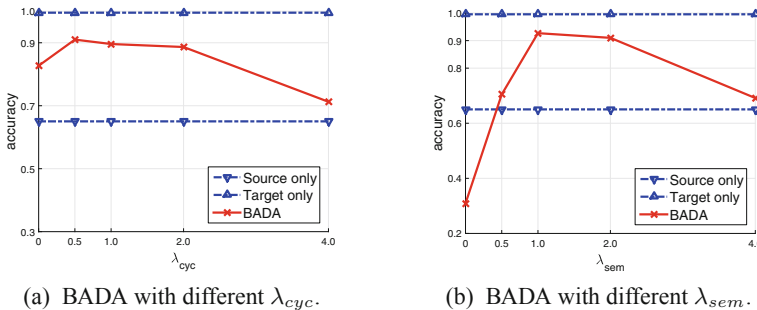 1.0
0.9
0.7
0.5
0.3
accuracy
0 0.5 1.0 2.0 4.0
λcyc
Source only
Target only
BADA
(a) BADA with different λcyc.
1.0
0.8
0.6
0.4
0.2
accuracy
0 0.5 1.0 2.0 4.
λsem
Source only
Target only
BADA
(b) BADA with different λsem.